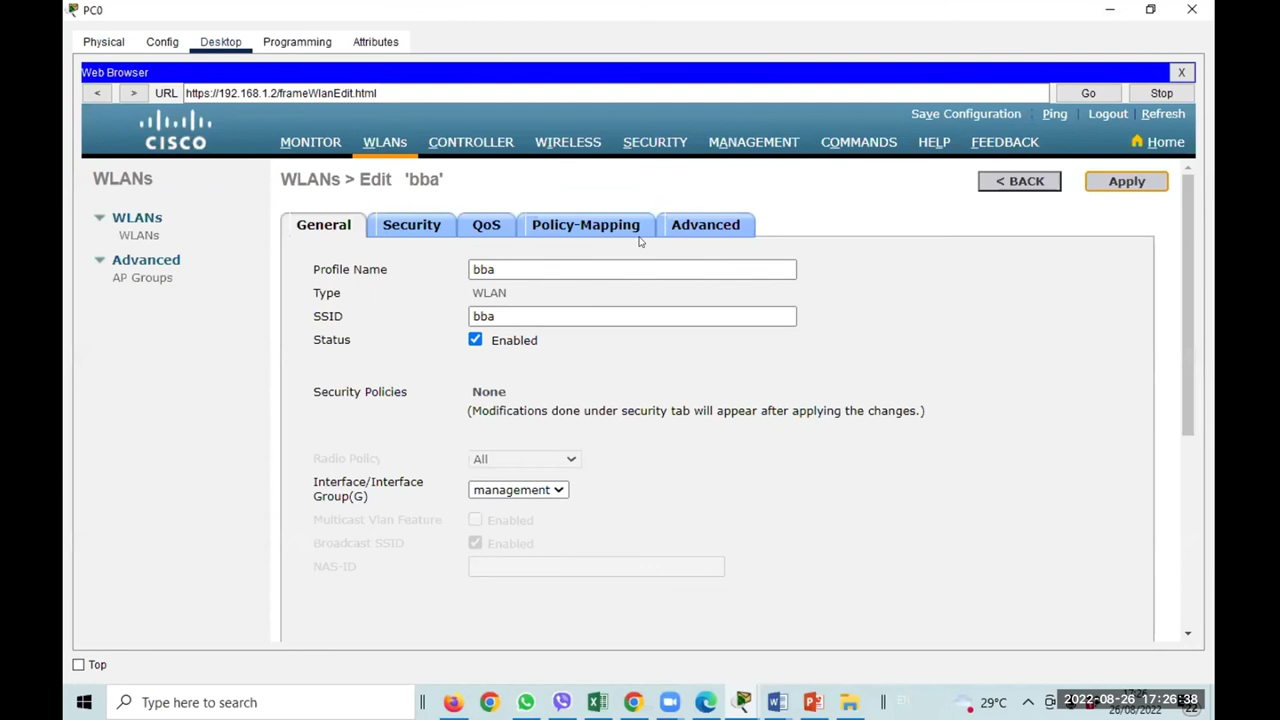 PC0
Physical Config Desktop Programming Attributes
Web Browser X
< > URL https://192.168.1.2/frameWlanEdit.html Go Stop
Save Configuration Ping Logout Refresh
CISCO MONITOR WLANs CONTROLLER WIRELESS SECURITY MANAGEMENT COMMANDS HELP FEEDBACK Home
WLANs
WLANs > Edit 'bba' < BACK Apply
WLANs
WLANs
Advanced
AP Groups
General Security QoS Policy-Mapping Advanced
Profile Name bba
Type WLAN
SSID bba
Status Enabled
Security Policies None
(Modifications done under security tab will appear after applying the changes.)
Radio Policy All
Interface/Interface
Group(G) management
Multicast Vlan Feature Enabled
Broadcast SSID Enabled
NAS-ID
Top
Type here to search
29°C
2022-08-26 17:26:38
26/08/2022
22